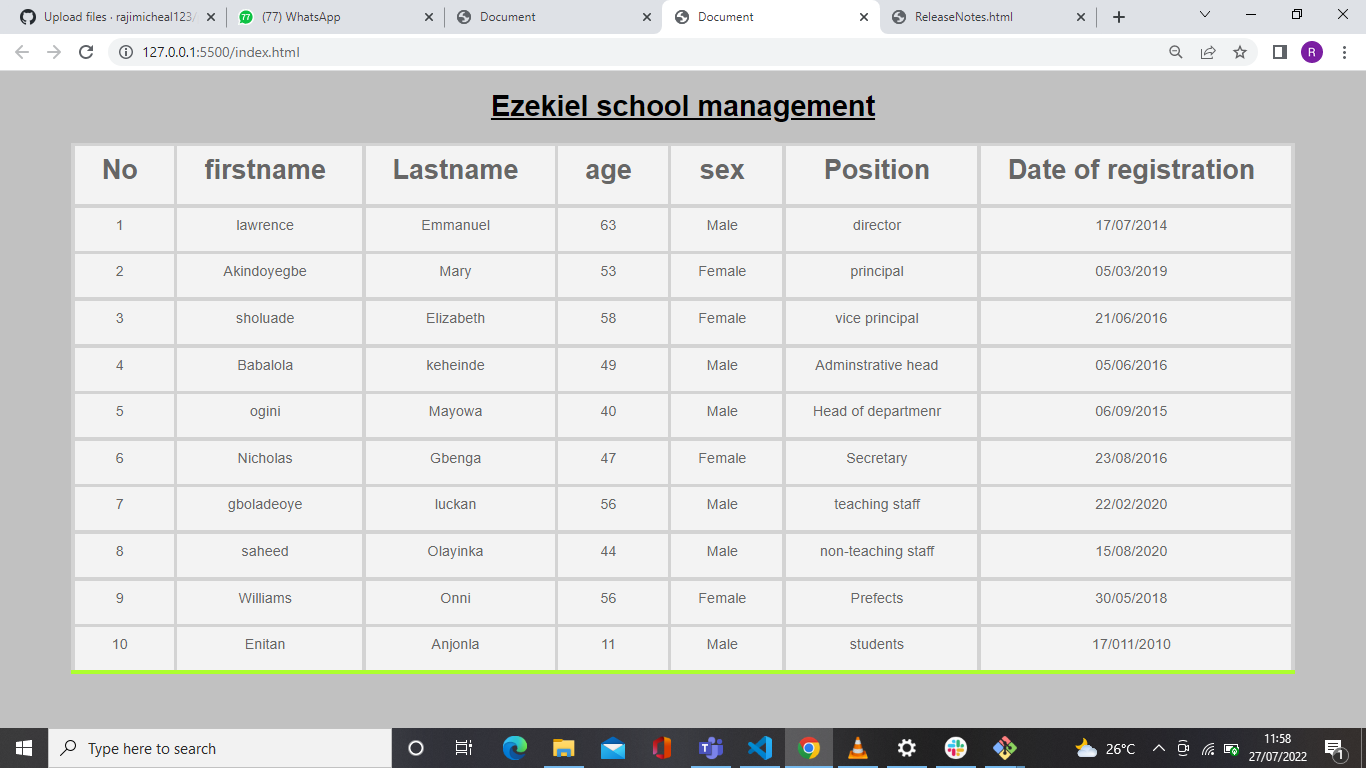 Upload files · rajimicheal123/
(77) WhatsApp
Document
Document
ReleaseNotes.html
127.0.0.1:5500/index.html
R
Ezekiel school management
No firstname Lastname age sex Position Date of registration
1 lawrence Emmanuel 63 Male director 17/07/2014
2 Akindoyegbe Mary 53 Female principal 05/03/2019
3 sholuade Elizabeth 58 Female vice principal 21/06/2016
4 Babalola keheinde 49 Male Adminstrative head 05/06/2016
5 ogini Mayowa 40 Male Head of departmenr 06/09/2015
6 Nicholas Gbenga 47 Female Secretary 23/08/2016
7 gboladeoye luckan 56 Male teaching staff 22/02/2020
8 saheed Olayinka 44 Male non-teaching staff 15/08/2020
9 Williams Onni 56 Female Prefects 30/05/2018
10 Enitan Anjonla 11 Male students 17/011/2010
Type here to search
26°C
11:58
27/07/2022
1